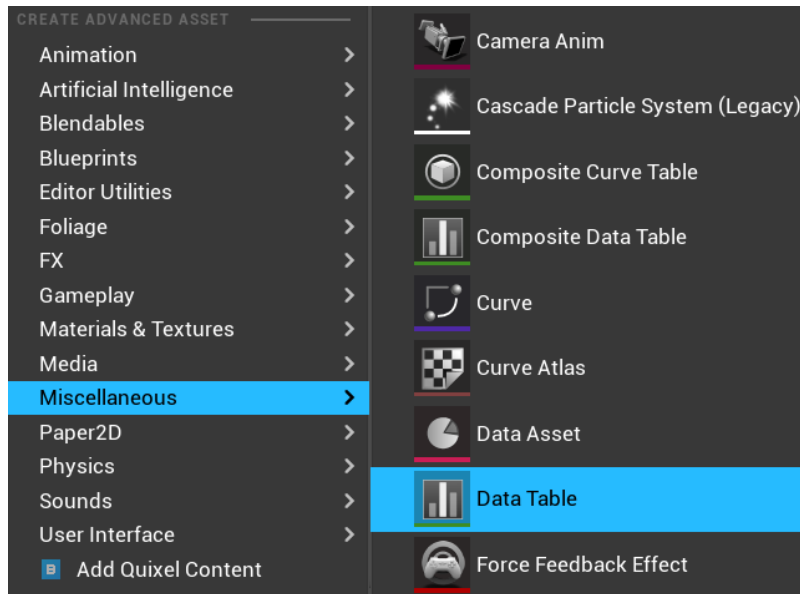 CREATE ADVANCED ASSET
Animation
Artificial Intelligence
Blendables
Blueprints
Editor Utilities
Foliage
FX
Gameplay
Materials & Textures
Media
Miscellaneous
Paper2D
Physics
Sounds
User Interface
B Add Quixel Content
Camera Anim
Cascade Particle System (Legacy)
Composite Curve Table
Composite Data Table
Curve
Curve Atlas
Data Asset
Data Table
Force Feedback Effect